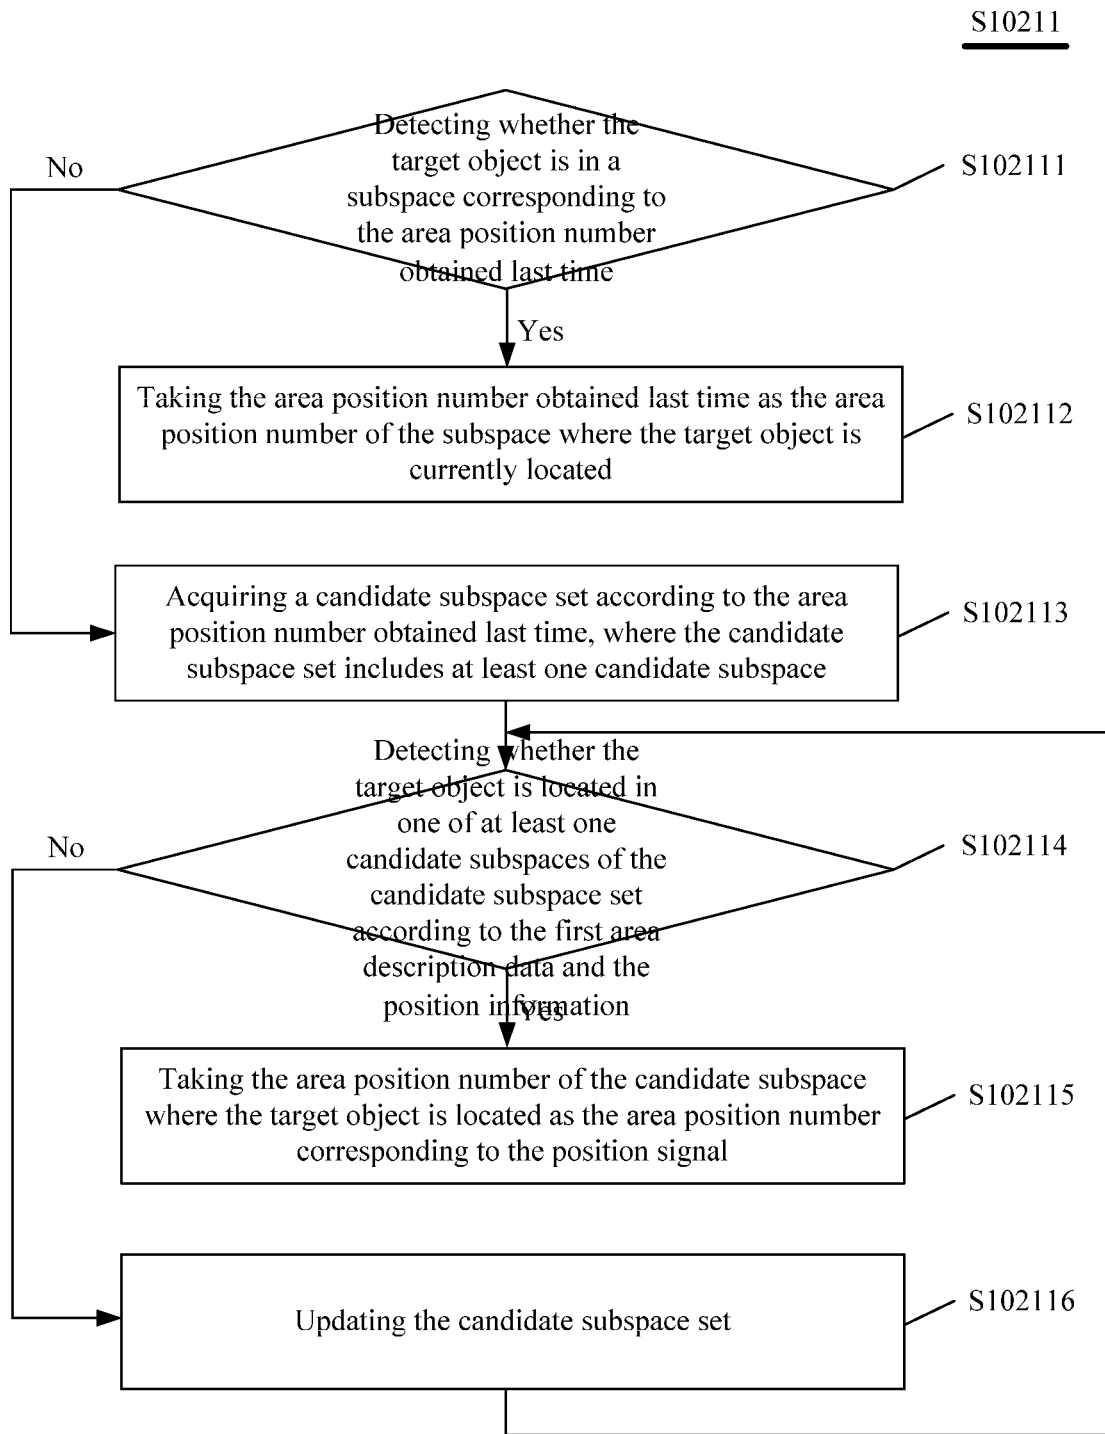 S10211
Detecting whether the
target object is in a
subspace corresponding to
the area position number
obtained last time
No
S102111
Yes
Taking the area position number obtained last time as the area
position number of the subspace where the target object is
currently located
S102112
Acquiring a candidate subspace set according to the area
position number obtained last time, where the candidate
subspace set includes at least one candidate subspace
S102113
Detecting whether the
target object is located in
one of at least one
candidate subspaces of the
candidate subspace set
according to the first area
description data and the
position information
No
S102114
Yes
Taking the area position number of the candidate subspace
where the target object is located as the area position number
corresponding to the position signal
S102115
Updating the candidate subspace set
S102116